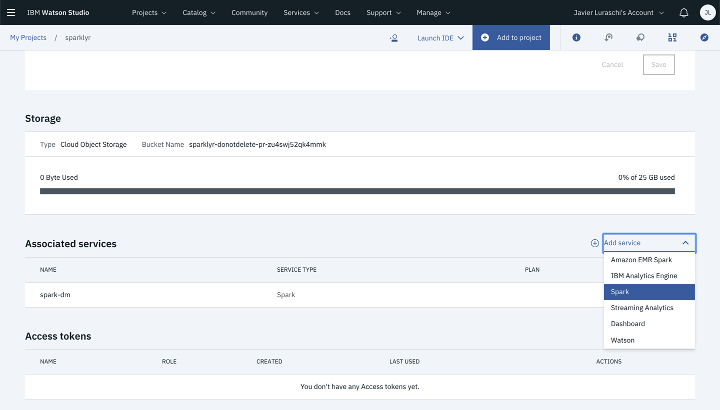 IBM Watson Studio Projects Catalog Community Services Docs Support Manage Javier Luraschi's Account JL
My Projects / sparklyr Launch IDE Add to project
Cancel Save
Storage
Type Cloud Object Storage Bucket Name sparklyr-donotdelete-pr-zu4swj52qk4mmk
0 Byte Used 0% of 25 GB used
Associated services Add service
NAME SERVICE TYPE PLAN
spark-dm Spark
Amazon EMR Spark
IBM Analytics Engine
Spark
Streaming Analytics
Dashboard
Watson
Access tokens
NAME ROLE CREATED LAST USED ACTIONS
You don't have any Access tokens yet.